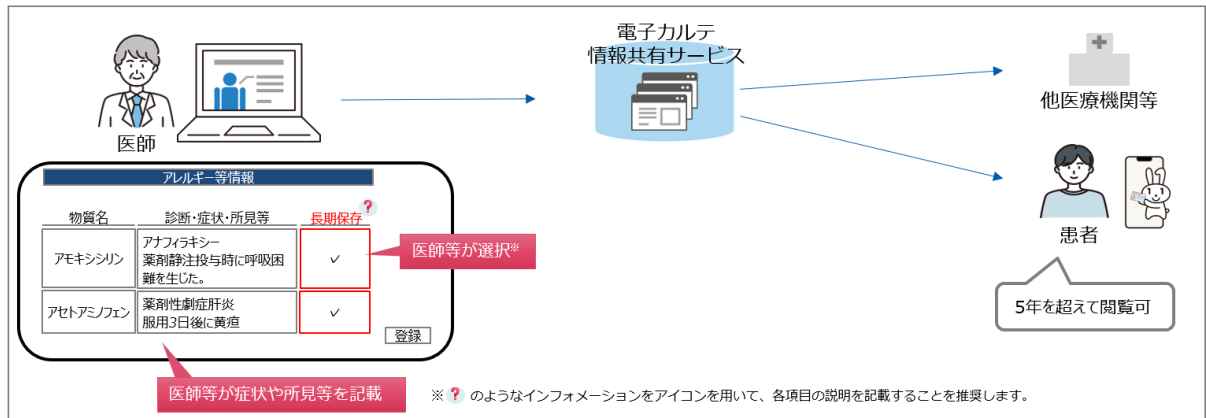 電子カルテ
情報共有サービス
他医療機関等
医師
アレルギー等情報
物質名 診断・症状・所見等 長期保存 ?
アモキシシリン
アナフィラキシー
薬剤静注投与時に呼吸困
難を生じた。
✓
医師等が選択※
アセトアミノフェン
薬剤性劇症肝炎
服用3日後に黄疸
✓
登録
患者
5年を超えて閲覧可
医師等が症状や所見等を記載
※ ? のようなインフォメーションをアイコンを用いて、各項目の説明を記載することを推奨します。